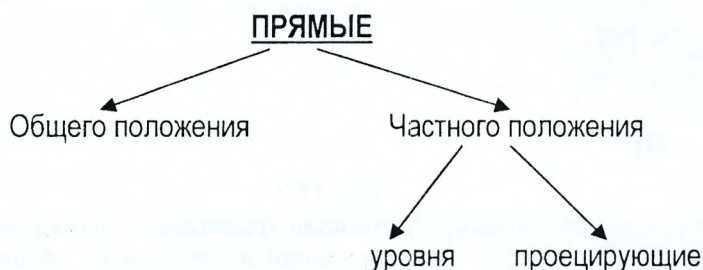 ПРЯМЫЕ
Общего положения Частного положения
уровня проецирующие